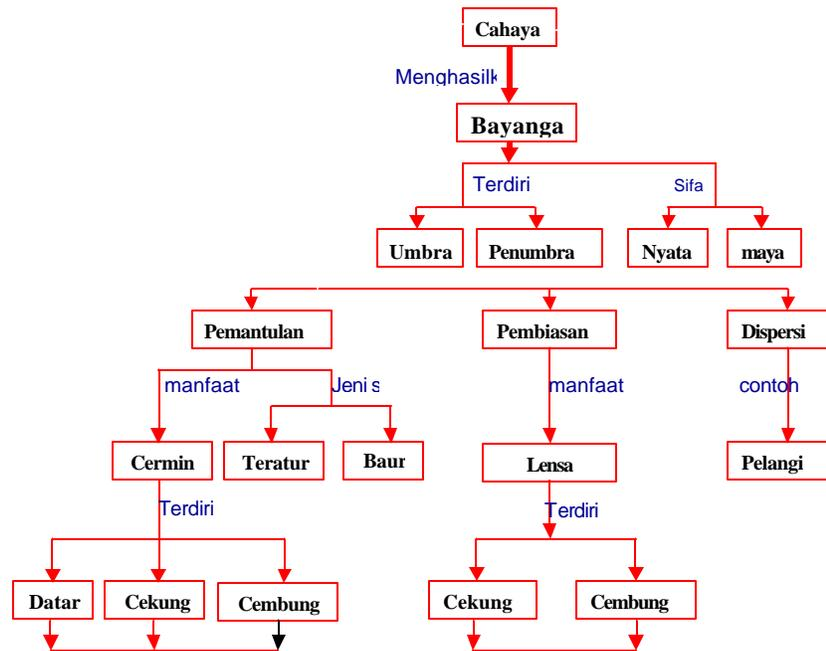 Cahaya
Menghasilk
Bayanga
Terdiri Sifa
Umbra Penumbra Nyata maya
Pemantulan Pembiasan Dispersi
manfaat Jenis manfaat contoh
Cermin Teratur Baur Lensa Pelangi
Terdiri Terdiri
Datar Cekung Cembung Cekung Cembung